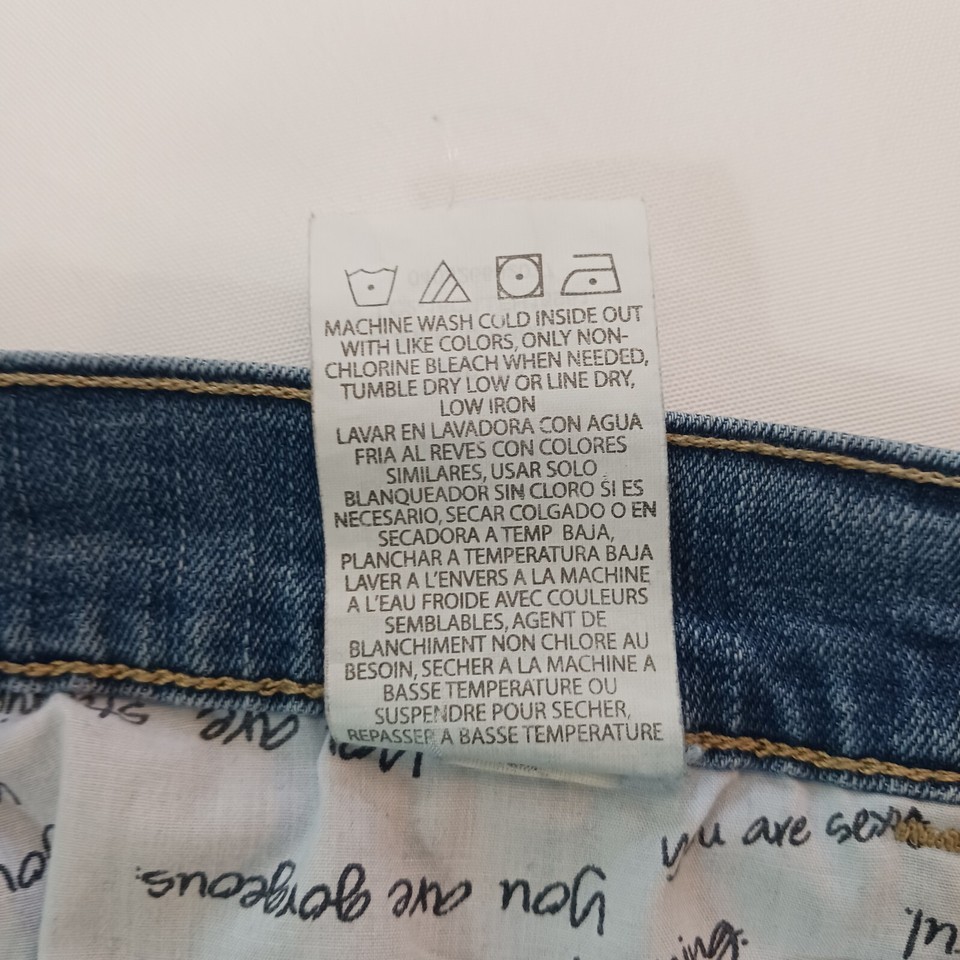 MACHINE WASH COLD INSIDE OUT
WITH LIKE COLORS, ONLY NON-
CHLORINE BLEACH WHEN NEEDED,
TUMBLE DRY LOW OR LINE DRY,
LOW IRON
LAVAR EN LAVADORA CON AGUA
FRIA AL REVES CON COLORES
SIMILARES, USAR SOLO
BLANQUEADOR SIN CLORO SI ES
NECESARIO, SECAR COLGADO O EN
SECADORA A TEMP BAJA,
PLANCHAR A TEMPERATURA BAJA
LAVER A L'ENVERS A LA MACHINE
A L'EAU FROIDE AVEC COULEURS
SEMBLABLES, AGENT DE
BLANCHIMENT NON CHLORE AU
BESOIN, SECHER A LA MACHINE A
BASSE TEMPERATURE OU
SUSPENDRE POUR SECHER,
REPASSER A BASSE TEMPERATURE
are
you are sexy
you are gorgeous.